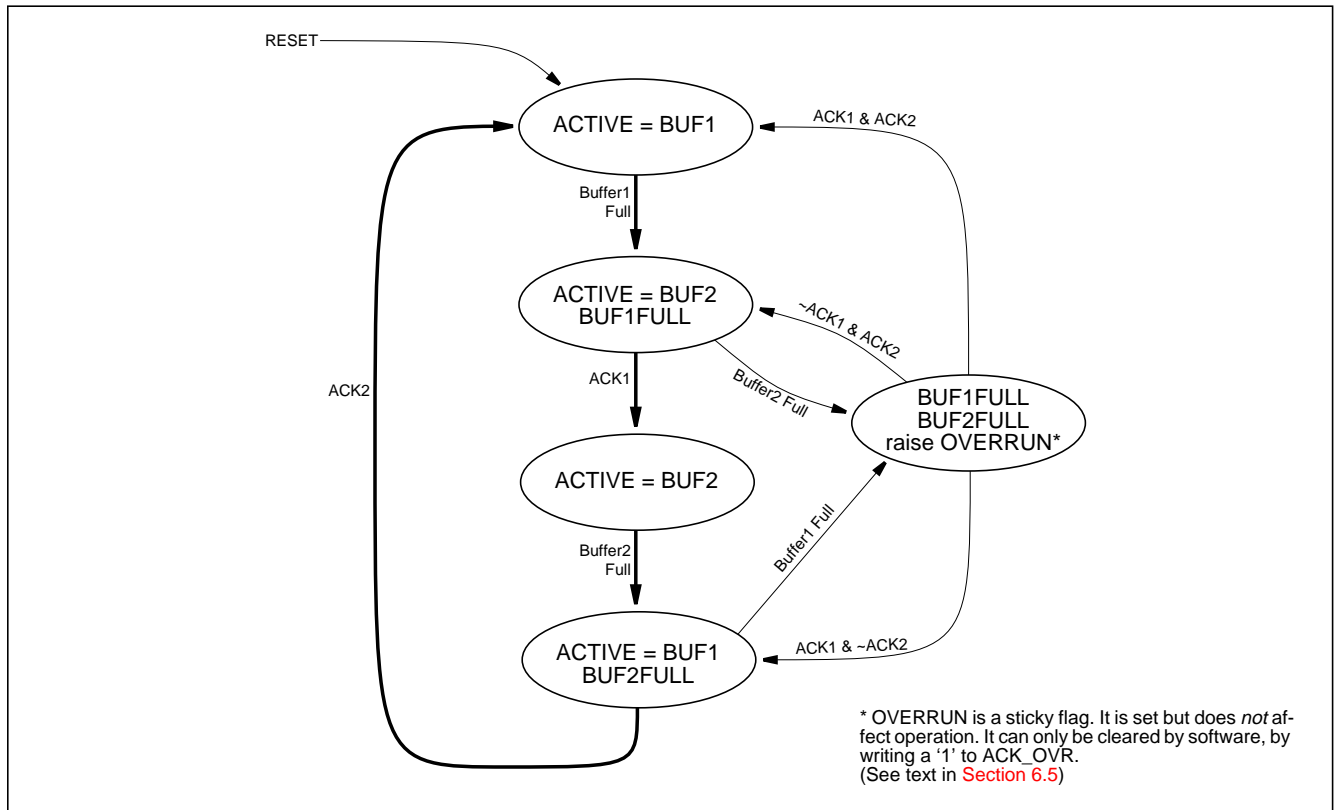 RESET
ACTIVE = BUF1
ACK1 & ACK2
Buffer1
Full
ACTIVE = BUF2
BUF1FULL
~ACK1 & ACK2
ACK2
ACK1
Buffer2 Full
BUF1FULL
BUF2FULL
raise OVERRUN*
ACTIVE = BUF2
Buffer2
Full
Buffer1 Full
ACTIVE = BUF1
BUF2FULL
ACK1 & ~ACK2
* OVERRUN is a sticky flag. It is set but does not af-
fect operation. It can only be cleared by software, by
writing a ‘1’ to ACK_OVR.
(See text in Section 6.5)